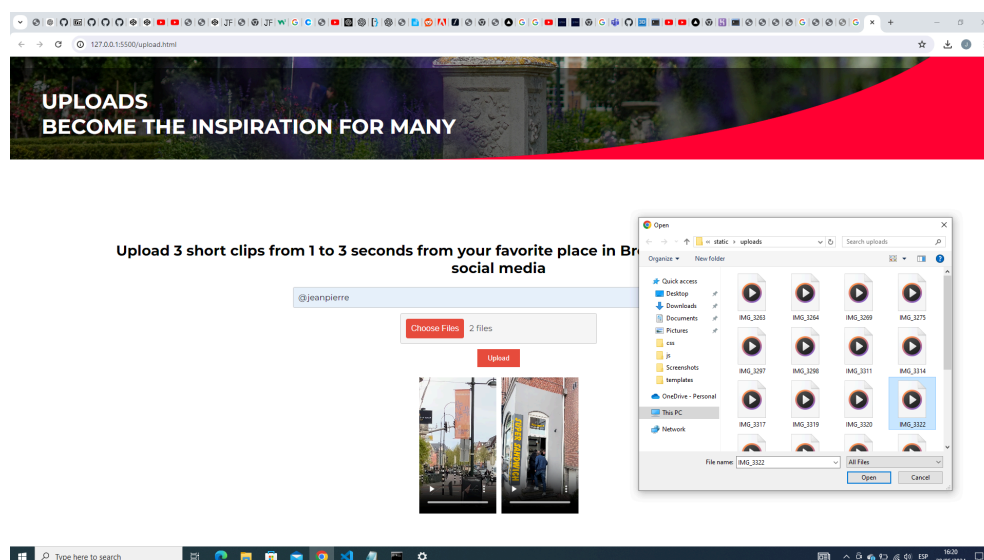 127.0.0.1:5500/upload.html
UPLOADS
BECOME THE INSPIRATION FOR MANY
Upload 3 short clips from 1 to 3 seconds from your favorite place in
social media
@jeanpierre
Choose Files 2 files
Upload
SUPER SANDWICH
Open
« static › uploads
Search uploads
Organize
New folder
Quick access
Desktop
Downloads
Documents
Pictures
css
js
Screenshots
templates
OneDrive - Personal
This PC
Network
IMG_3263 IMG_3264 IMG_3269 IMG_3275
IMG_3297 IMG_3298 IMG_3311 IMG_3314
IMG_3317 IMG_3319 IMG_3320 IMG_3322
File name: IMG_3322
All Files
Open Cancel
Type here to search
ESP
16:20